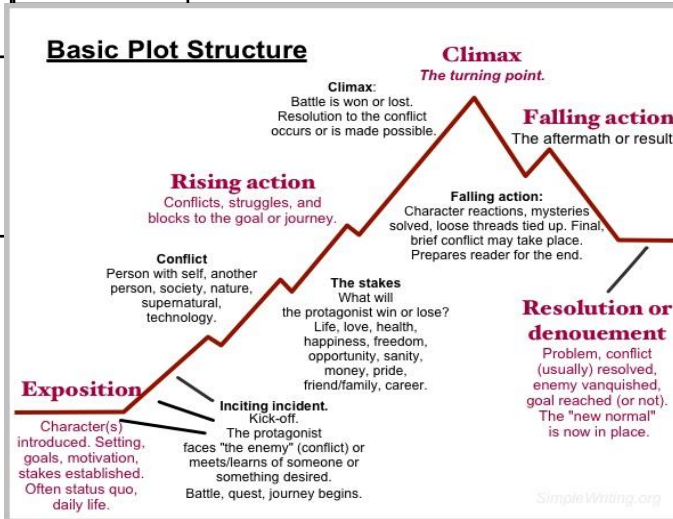 Basic Plot Structure
Climax
The turning point.
Climax:
Battle is won or lost.
Resolution to the conflict
occurs or is made possible.
Falling action
The aftermath or result
Rising action
Conflicts, struggles, and
blocks to the goal or journey.
Falling action:
Character reactions, mysteries
solved, loose threads tied up. Final,
brief conflict may take place.
Prepares reader for the end.
Conflict
Person with self, another
person, society, nature,
supernatural,
technology.
The stakes
What will
the protagonist win or lose?
Life, love, health,
happiness, freedom,
opportunity, sanity,
money, pride,
friend/family, career.
Resolution or
denouement
Problem, conflict
(usually) resolved,
enemy vanquished,
goal reached (or not).
The "new normal"
is now in place.
Exposition
Character(s)
introduced. Setting,
goals, motivation,
stakes established.
Often status quo,
daily life.
Inciting incident.
Kick-off.
The protagonist
faces "the enemy" (conflict) or
meets/learns of someone or
something desired.
Battle, quest, journey begins.
SimpleWriting.org